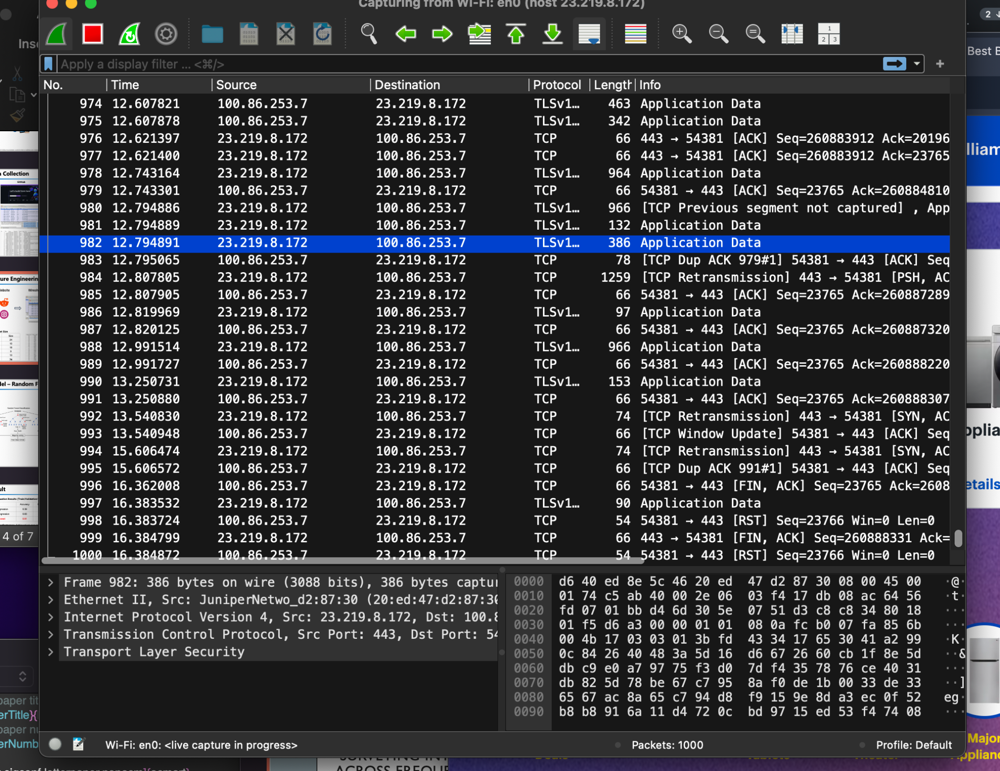 Capturing from Wi-Fi: en0 (host 23.219.8.172)
2
Best B
Apply a display filter ... <⌘/>
No. Time Source Destination Protocol Length Info
974 12.607821 100.86.253.7 23.219.8.172 TLSv1… 463 Application Data
975 12.607878 100.86.253.7 23.219.8.172 TLSv1… 342 Application Data
976 12.621397 23.219.8.172 100.86.253.7 TCP 66 443 → 54381 [ACK] Seq=260883912 Ack=20196
977 12.621400 23.219.8.172 100.86.253.7 TCP 66 443 → 54381 [ACK] Seq=260883912 Ack=23765
978 12.743164 23.219.8.172 100.86.253.7 TLSv1… 964 Application Data
979 12.743301 100.86.253.7 23.219.8.172 TCP 66 54381 → 443 [ACK] Seq=23765 Ack=260884810
980 12.794886 23.219.8.172 100.86.253.7 TLSv1… 966 [TCP Previous segment not captured] , App
981 12.794889 23.219.8.172 100.86.253.7 TLSv1… 132 Application Data
982 12.794891 23.219.8.172 100.86.253.7 TLSv1… 386 Application Data
983 12.795065 100.86.253.7 23.219.8.172 TCP 78 [TCP Dup ACK 979#1] 54381 → 443 [ACK] Seq
984 12.807805 23.219.8.172 100.86.253.7 TCP 1259 [TCP Retransmission] 443 → 54381 [PSH, AC
985 12.807905 100.86.253.7 23.219.8.172 TCP 66 54381 → 443 [ACK] Seq=23765 Ack=260887289
986 12.819969 23.219.8.172 100.86.253.7 TLSv1… 97 Application Data
987 12.820125 100.86.253.7 23.219.8.172 TCP 66 54381 → 443 [ACK] Seq=23765 Ack=260887320
988 12.991514 23.219.8.172 100.86.253.7 TLSv1… 966 Application Data
989 12.991727 100.86.253.7 23.219.8.172 TCP 66 54381 → 443 [ACK] Seq=23765 Ack=260888220
990 13.250731 23.219.8.172 100.86.253.7 TLSv1… 153 Application Data
991 13.250880 100.86.253.7 23.219.8.172 TCP 66 54381 → 443 [ACK] Seq=23765 Ack=260888307
992 13.540830 23.219.8.172 100.86.253.7 TCP 74 [TCP Retransmission] 443 → 54381 [SYN, AC
993 13.540948 100.86.253.7 23.219.8.172 TCP 66 [TCP Window Update] 54381 → 443 [ACK] Seq
994 15.606474 23.219.8.172 100.86.253.7 TCP 74 [TCP Retransmission] 443 → 54381 [SYN, AC
995 15.606572 100.86.253.7 23.219.8.172 TCP 66 [TCP Dup ACK 991#1] 54381 → 443 [ACK] Seq
996 16.362008 100.86.253.7 23.219.8.172 TCP 66 54381 → 443 [FIN, ACK] Seq=23765 Ack=2608
997 16.383532 23.219.8.172 100.86.253.7 TLSv1… 90 Application Data
998 16.383724 100.86.253.7 23.219.8.172 TCP 54 54381 → 443 [RST] Seq=23766 Win=0 Len=0
999 16.384799 23.219.8.172 100.86.253.7 TCP 66 443 → 54381 [FIN, ACK] Seq=260888331 Ack=
1000 16.384872 100.86.253.7 23.219.8.172 TCP 54 54381 → 443 [RST] Seq=23766 Win=0 Len=0
Frame 982: 386 bytes on wire (3088 bits), 386 bytes captur
Ethernet II, Src: JuniperNetwo_d2:87:30 (20:ed:47:d2:87:30
Internet Protocol Version 4, Src: 23.219.8.172, Dst: 100.8
Transmission Control Protocol, Src Port: 443, Dst Port: 54
Transport Layer Security
0000 d6 40 ed 8e 5c 46 20 ed 47 d2 87 30 08 00 45 00 ·@·
0010 01 74 c5 ab 40 00 2e 06 03 f4 17 db 08 ac 64 56 ·t·
0020 fd 07 01 bb d4 6d 30 5e 07 51 d3 c8 c8 34 80 18 ···
0030 01 f5 d6 a3 00 00 01 01 08 0a fc b0 07 fa 85 6b ···
0040 00 4b 17 03 03 01 3b fd 43 34 17 65 30 41 a2 99 ·K·
0050 0c 84 26 40 48 3a 5d 16 d6 67 26 60 cb 1f 8e 5d ··&
0060 db c9 e0 a7 97 75 f3 d0 7d f4 35 78 76 ce 40 31 ···
0070 db 82 5d 78 be 67 c7 95 8a f0 de 1b 00 33 de 33 ··]
0080 65 67 ac 8a 65 c7 94 d8 f9 15 9e 8d a3 ec 0f 52 eg·
0090 b8 b8 91 6a 11 d4 72 0c bd 97 15 ed 53 f4 74 08 ···
Wi-Fi: en0: <live capture in progress>
Packets: 1000
Profile: Default
Inse
a Collection
GitHub
ure Engineerin
Wiresh
del – Random F
ult
4 of 7
paper tit
erTitle}{
paper nu
erNumb
lliam
pplia
etails
Major
Applianc